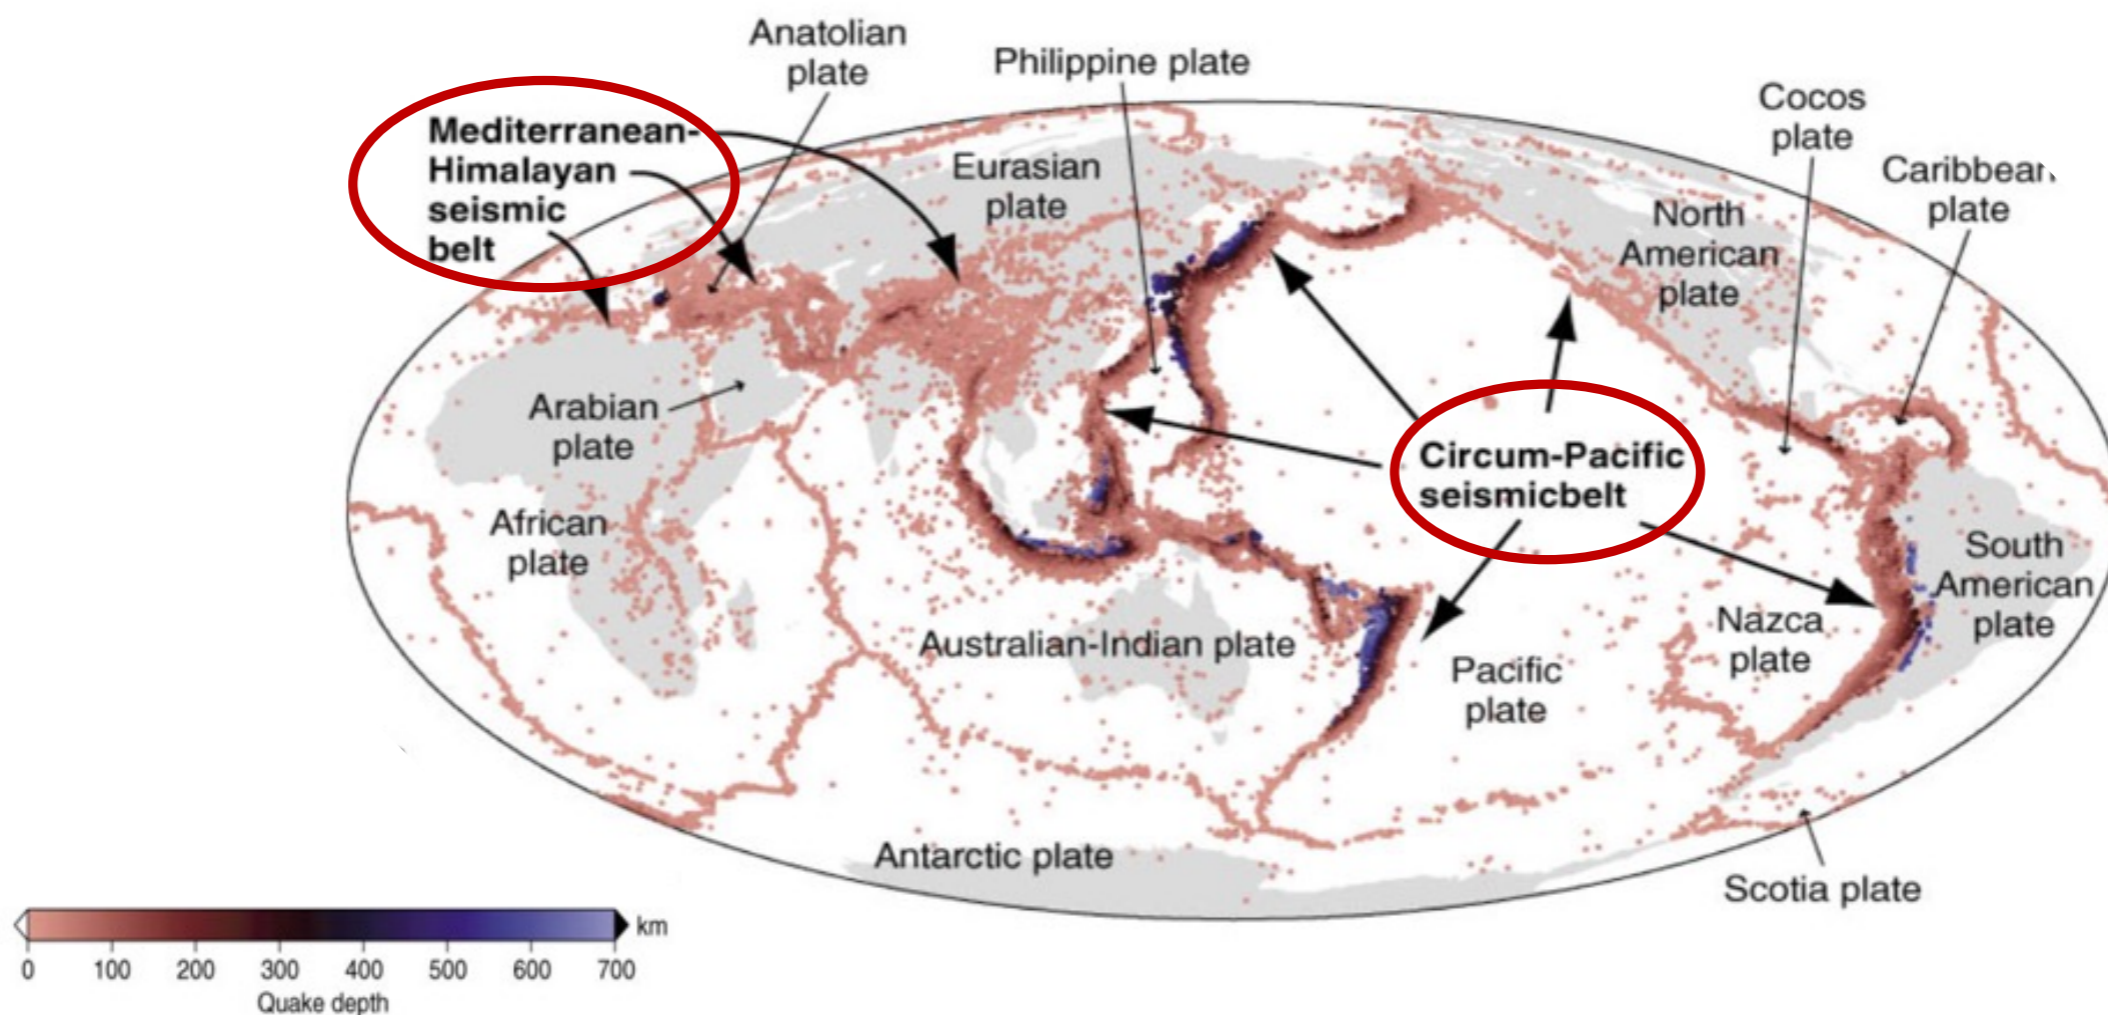 Anatolian
plate
Philippine plate
Cocos
plate
Mediterranean-
Himalayan
seismic
belt
Eurasian
plate
Caribbean
plate
North
American
plate
Arabian
plate
Circum-Pacific
seismicbelt
African
plate
South
American
plate
Australian-Indian plate
Nazca
plate
Pacific
plate
Antarctic plate
Scotia plate
km
0 100 200 300 400 500 600 700
Quake depth